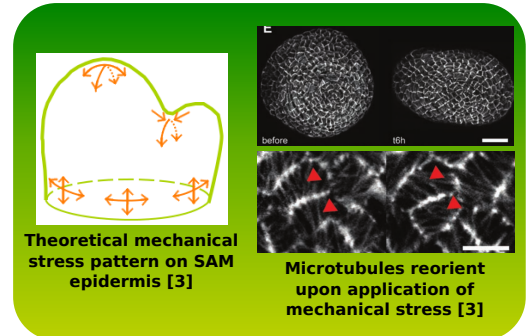 E
before
t6h
Theoretical mechanical
stress pattern on SAM
epidermis [3]
Microtubules reorient
upon application of
mechanical stress [3]